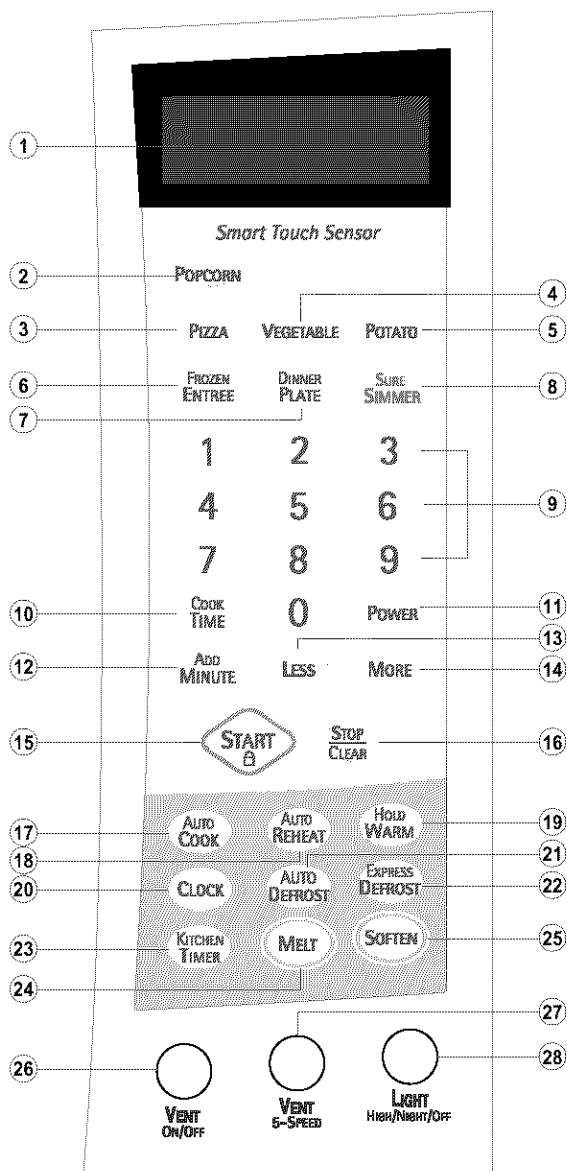 1
Smart Touch Sensor
2 POPCORN 4
3 PIZZA VEGETABLE POTATO 5
6 FROZEN ENTREE DINNER PLATE SURE SIMMER 8
7
1 2 3
4 5 6 9
7 8 9
10 COOK TIME 0 POWER 11
13
12 ADD MINUTE LESS MORE 14
15 START STOP CLEAR 16
17 AUTO COOK AUTO REHEAT HOLD WARM 19
18 21
20 CLOCK AUTO DEFROST EXPRESS DEFROST 22
23 KITCHEN TIMER MELT SOFTEN 25
24
27
26 28
VENT ON/OFF VENT 5-SPEED LIGHT HIGH/NIGHT/OFF